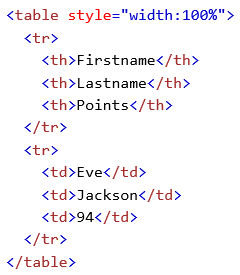 <table style="width:100%">
  <tr>
    <th>Firstname</th>
    <th>Lastname</th>
    <th>Points</th>
  </tr>
  <tr>
    <td>Eve</td>
    <td>Jackson</td>
    <td>94</td>
  </tr>
</table>